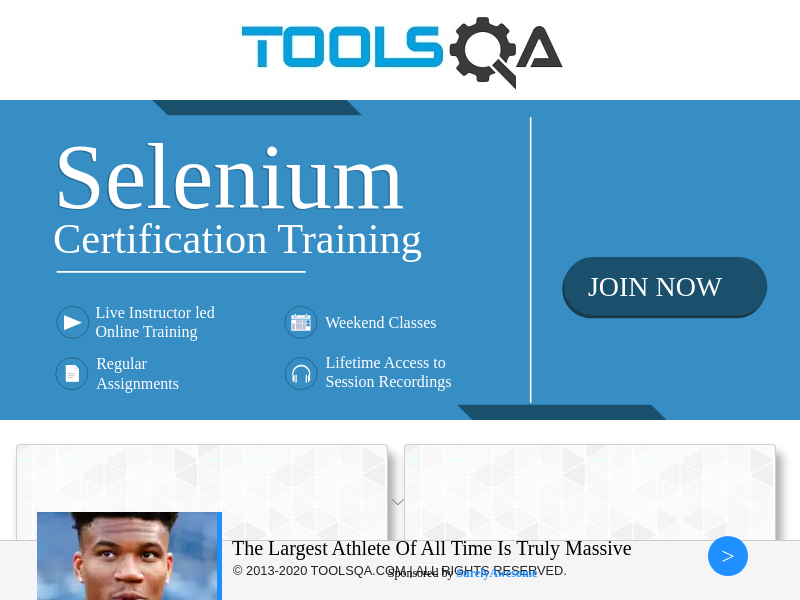 TOOLSQA
Selenium
Certification Training
Live Instructor led
Online Training
Weekend Classes
Regular
Assignments
Lifetime Access to
Session Recordings
JOIN NOW
The Largest Athlete Of All Time Is Truly Massive
© 2013-2020 TOOLSQA.COM | ALL RIGHTS RESERVED.
Sponsored by SurelyAwesome
>